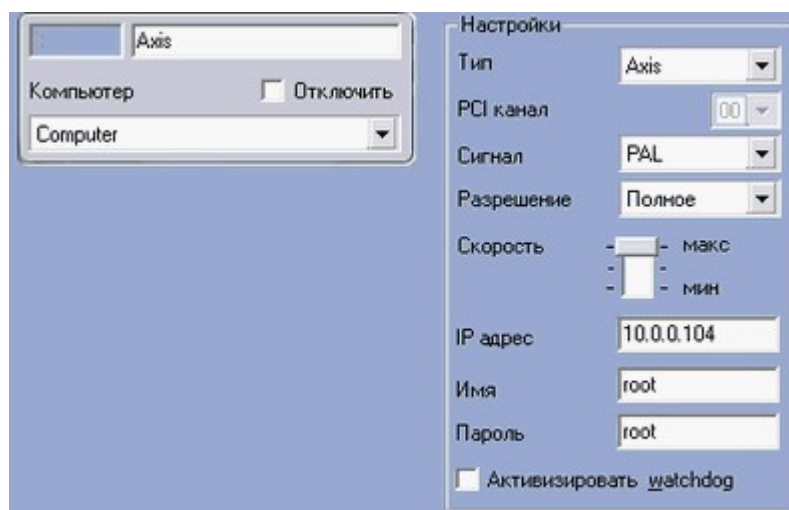 Axis
Компьютер Отключить
Computer
Настройки
Тип Axis
PCI канал 00
Сигнал PAL
Разрешение Полное
Скорость макс
мин
IP адрес 10.0.0.104
Имя root
Пароль root
Активизировать watchdog